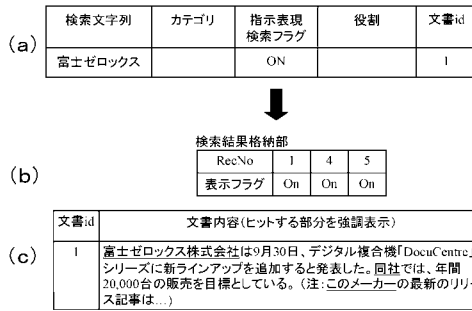 (a)
検索文字列 カテゴリ 指示表現 役割 文書id
検索フラグ
富士ゼロックス ON 1
(b)
検索結果格納部
RecNo 1 4 5
表示フラグ On On On
(c)
文書id 文書内容(ヒットする部分を強調表示)
1 富士ゼロックス株式会社は9月30日、デジタル複合機「DocuCentre」
シリーズに新ラインアップを追加すると発表した。同社では、年間
20,000台の販売を目標としている。(注:このメーカーの最新のリリー
ス記事は…)